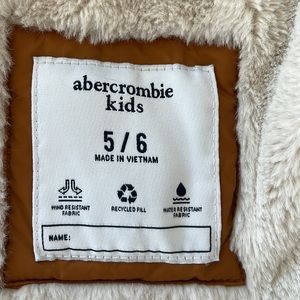 abercrombie
kids
5/6
MADE IN VIETNAM
WIND RESISTANT
FABRIC
RECYCLED FILL
WATER RESISTANT
FABRIC
NAME: